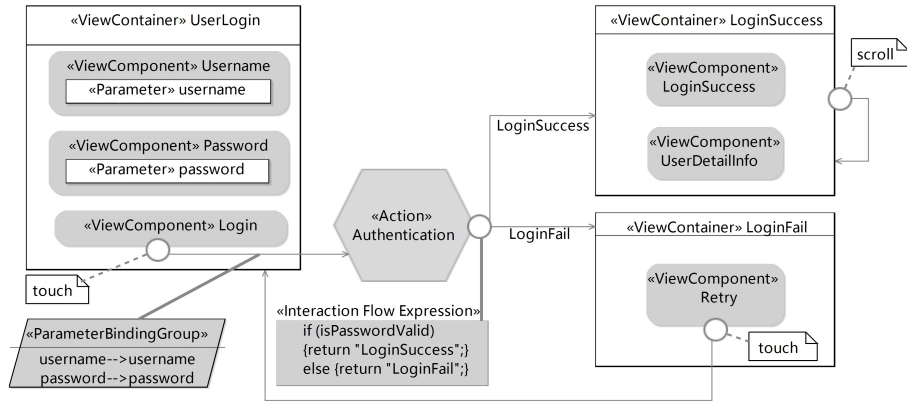 «ViewContainer» UserLogin
«ViewComponent» Username
«Parameter» username
«ViewComponent» Password
«Parameter» password
«ViewComponent» Login
touch
«ParameterBindingGroup»
username-->username
password-->password
«Action»
Authentication
«Interaction Flow Expression»
if (isPasswordValid)
{return "LoginSuccess";}
else {return "LoginFail";}
LoginSuccess
LoginFail
«ViewContainer» LoginSuccess
«ViewComponent»
LoginSuccess
«ViewComponent»
UserDetailInfo
scroll
«ViewContainer» LoginFail
«ViewComponent»
Retry
touch